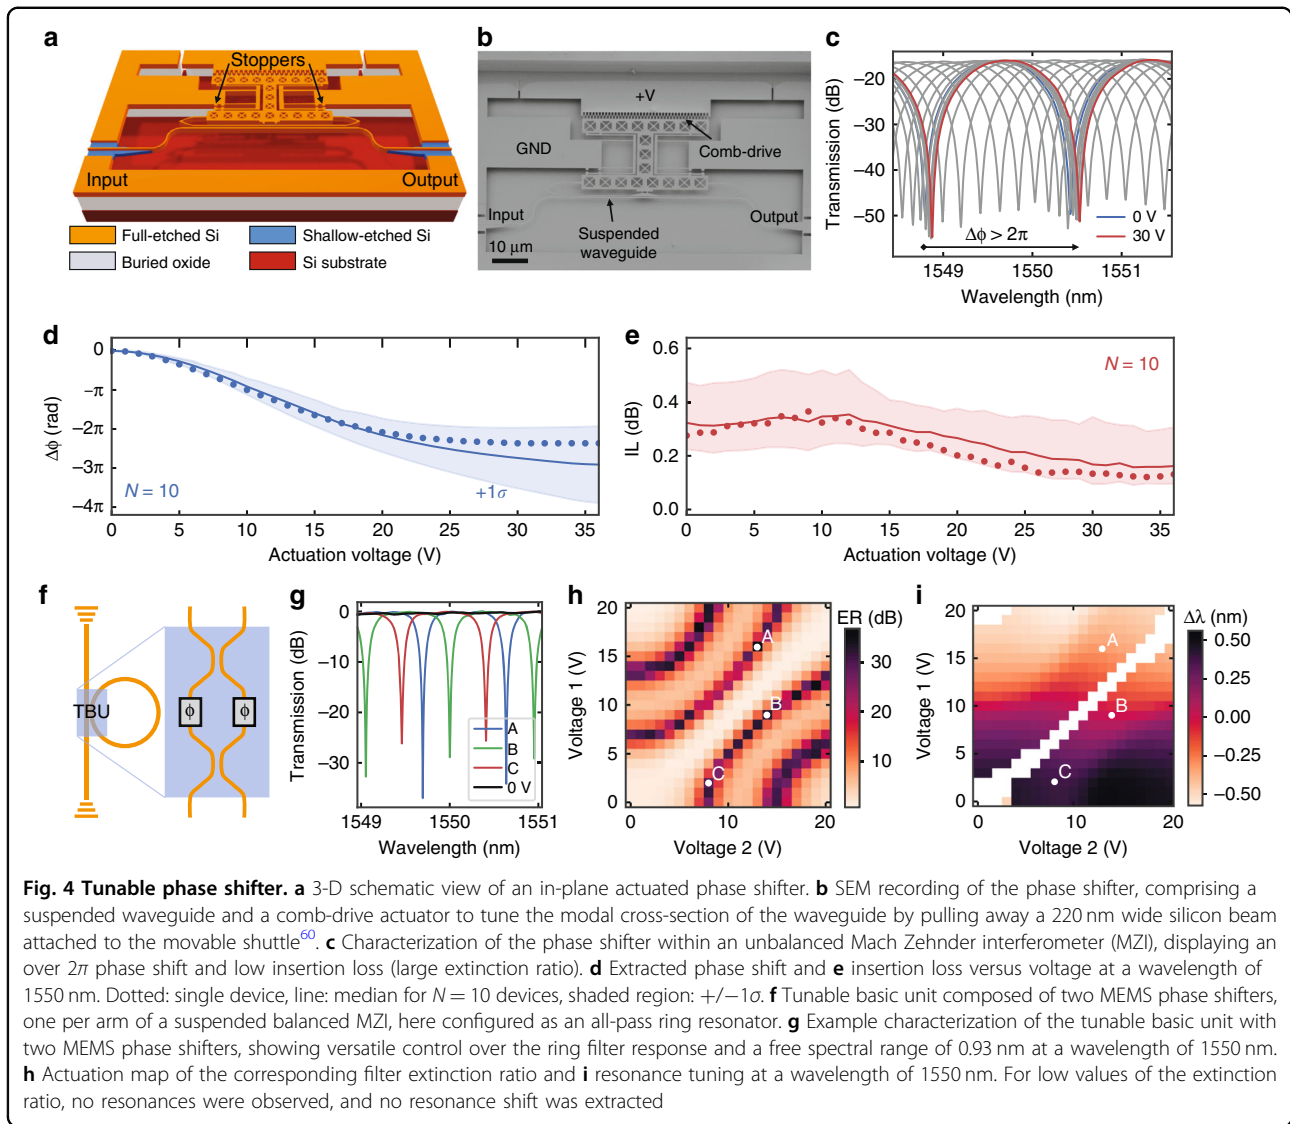 a
Stoppers
Input
Output
Full-etched Si
Shallow-etched Si
Buried oxide
Si substrate
b
+V
GND
Comb-drive
Input
Output
Suspended
waveguide
10 μm
c
Transmission (dB)
−20
−30
−40
−50
0 V
30 V
Δϕ > 2π
1549
1550
1551
Wavelength (nm)
d
Δϕ (rad)
0
−π
−2π
−3π
−4π
N = 10
+1σ
0
5
10
15
20
25
30
35
Actuation voltage (V)
e
IL (dB)
0.6
0.4
0.2
0.0
N = 10
0
5
10
15
20
25
30
35
Actuation voltage (V)
f
TBU
ϕ
ϕ
g
Transmission (dB)
0
−10
−20
−30
A
B
C
0 V
1549
1550
1551
Wavelength (nm)
h
Voltage 1 (V)
20
15
10
5
0
A
B
C
0
10
20
Voltage 2 (V)
ER (dB)
30
20
10
i
Voltage 1 (V)
20
15
10
5
0
A
B
C
0
10
20
Voltage 2 (V)
Δλ (nm)
0.50
0.25
0.00
−0.25
−0.50
Fig. 4 Tunable phase shifter. a 3-D schematic view of an in-plane actuated phase shifter. b SEM recording of the phase shifter, comprising a
suspended waveguide and a comb-drive actuator to tune the modal cross-section of the waveguide by pulling away a 220 nm wide silicon beam
attached to the movable shuttle60. c Characterization of the phase shifter within an unbalanced Mach Zehnder interferometer (MZI), displaying an
over 2π phase shift and low insertion loss (large extinction ratio). d Extracted phase shift and e insertion loss versus voltage at a wavelength of
1550 nm. Dotted: single device, line: median for N = 10 devices, shaded region: +/−1σ. f Tunable basic unit composed of two MEMS phase shifters,
one per arm of a suspended balanced MZI, here configured as an all-pass ring resonator. g Example characterization of the tunable basic unit with
two MEMS phase shifters, showing versatile control over the ring filter response and a free spectral range of 0.93 nm at a wavelength of 1550 nm.
h Actuation map of the corresponding filter extinction ratio and i resonance tuning at a wavelength of 1550 nm. For low values of the extinction
ratio, no resonances were observed, and no resonance shift was extracted